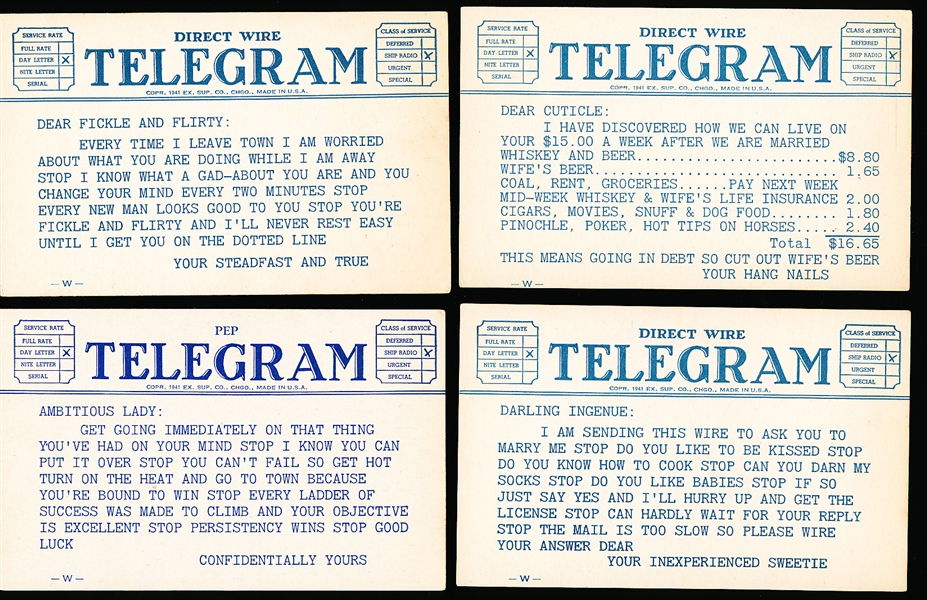 SERVICE RATE
FULL RATE
DAY LETTER X
NITE LETTER
SERIAL
DIRECT WIRE
TELEGRAM
COPR. 1941 EX. SUP. CO., CHGO., MADE IN U.S.A.
CLASS of SERVICE
DEFERRED
SHIP RADIO X
URGENT
SPECIAL
DEAR FICKLE AND FLIRTY:
EVERY TIME I LEAVE TOWN I AM WORRIED
ABOUT WHAT YOU ARE DOING WHILE I AM AWAY
STOP I KNOW WHAT A GAD-ABOUT YOU ARE AND YOU
CHANGE YOUR MIND EVERY TWO MINUTES STOP
EVERY NEW MAN LOOKS GOOD TO YOU STOP YOU'RE
FICKLE AND FLIRTY AND I'LL NEVER REST EASY
UNTIL I GET YOU ON THE DOTTED LINE
YOUR STEADFAST AND TRUE
—W—
SERVICE RATE
FULL RATE
DAY LETTER X
NITE LETTER
SERIAL
DIRECT WIRE
TELEGRAM
COPR. 1941 EX. SUP. CO., CHGO., MADE IN U.S.A.
CLASS of SERVICE
DEFERRED
SHIP RADIO X
URGENT
SPECIAL
DEAR CUTICLE:
I HAVE DISCOVERED HOW WE CAN LIVE ON
YOUR $15.00 A WEEK AFTER WE ARE MARRIED
WHISKEY AND BEER....................$8.80
WIFE'S BEER......................... 1.65
COAL, RENT, GROCERIES......PAY NEXT WEEK
MID-WEEK WHISKEY & WIFE'S LIFE INSURANCE 2.00
CIGARS, MOVIES, SNUFF & DOG FOOD........ 1.80
PINOCHLE, POKER, HOT TIPS ON HORSES..... 2.40
Total $16.65
THIS MEANS GOING IN DEBT SO CUT OUT WIFE'S BEER
YOUR HANG NAILS
—W—
SERVICE RATE
FULL RATE
DAY LETTER X
NITE LETTER
SERIAL
PEP
TELEGRAM
COPR. 1941 EX. SUP. CO., CHGO., MADE IN U.S.A.
CLASS of SERVICE
DEFERRED
SHIP RADIO X
URGENT
SPECIAL
AMBITIOUS LADY:
GET GOING IMMEDIATELY ON THAT THING
YOU'VE HAD ON YOUR MIND STOP I KNOW YOU CAN
PUT IT OVER STOP YOU CAN'T FAIL SO GET HOT
TURN ON THE HEAT AND GO TO TOWN BECAUSE
YOU'RE BOUND TO WIN STOP EVERY LADDER OF
SUCCESS WAS MADE TO CLIMB AND YOUR OBJECTIVE
IS EXCELLENT STOP PERSISTENCY WINS STOP GOOD
LUCK
CONFIDENTIALLY YOURS
—W—
SERVICE RATE
FULL RATE
DAY LETTER X
NITE LETTER
SERIAL
DIRECT WIRE
TELEGRAM
COPR. 1941 EX. SUP. CO., CHGO., MADE IN U.S.A.
CLASS of SERVICE
DEFERRED
SHIP RADIO X
URGENT
SPECIAL
DARLING INGENUE:
I AM SENDING THIS WIRE TO ASK YOU TO
MARRY ME STOP DO YOU LIKE TO BE KISSED STOP
DO YOU KNOW HOW TO COOK STOP CAN YOU DARN MY
SOCKS STOP DO YOU LIKE BABIES STOP IF SO
JUST SAY YES AND I'LL HURRY UP AND GET THE
LICENSE STOP CAN HARDLY WAIT FOR YOUR REPLY
STOP THE MAIL IS TOO SLOW SO PLEASE WIRE
YOUR ANSWER DEAR
YOUR INEXPERIENCED SWEETIE
—W—